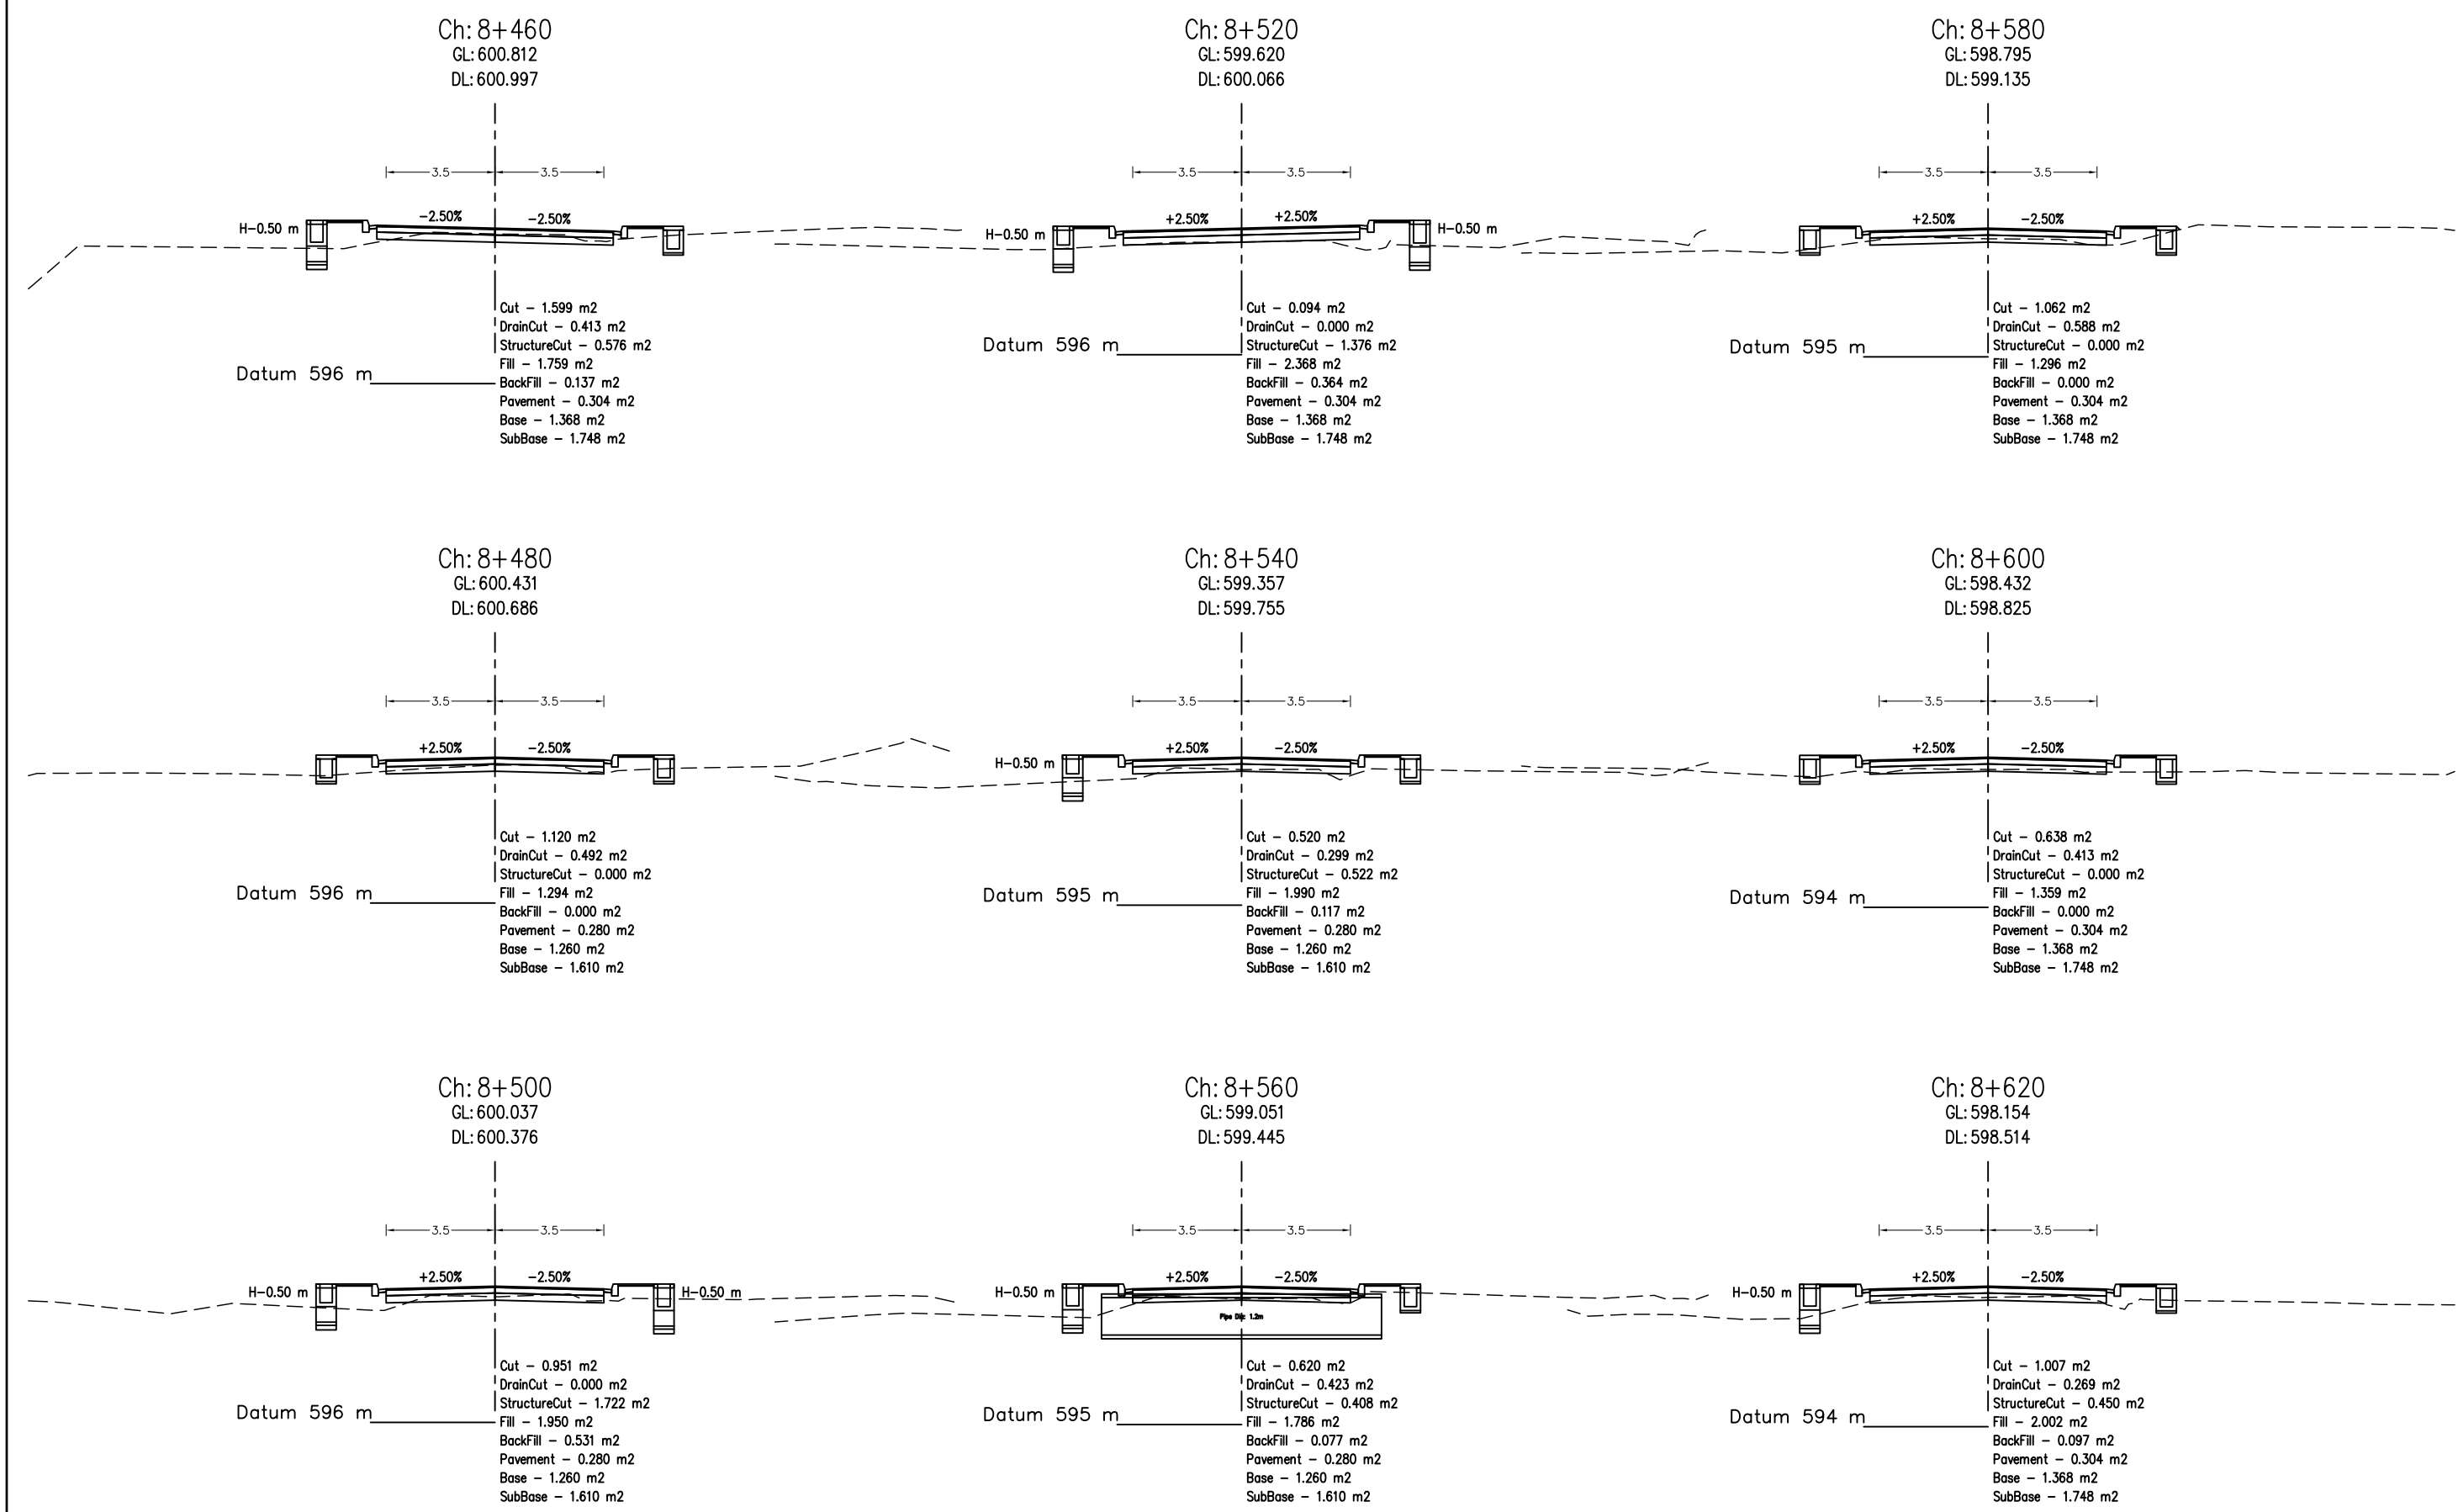 Ch: 8+460
GL: 600.812
DL: 600.997
3.5
3.5
H-0.50 m
-2.50%
-2.50%
Cut - 1.599 m2
DrainCut - 0.413 m2
StructureCut - 0.576 m2
Fill - 1.759 m2
BackFill - 0.137 m2
Pavement - 0.304 m2
Base - 1.368 m2
SubBase - 1.748 m2
Datum 596 m
Ch: 8+520
GL: 599.620
DL: 600.066
3.5
3.5
H-0.50 m
+2.50%
+2.50%
H-0.50 m
Cut - 0.094 m2
DrainCut - 0.000 m2
StructureCut - 1.376 m2
Fill - 2.368 m2
BackFill - 0.364 m2
Pavement - 0.304 m2
Base - 1.368 m2
SubBase - 1.748 m2
Datum 596 m
Ch: 8+580
GL: 598.795
DL: 599.135
3.5
3.5
+2.50%
-2.50%
Cut - 1.062 m2
DrainCut - 0.588 m2
StructureCut - 0.000 m2
Fill - 1.296 m2
BackFill - 0.000 m2
Pavement - 0.304 m2
Base - 1.368 m2
SubBase - 1.748 m2
Datum 595 m
Ch: 8+480
GL: 600.431
DL: 600.686
3.5
3.5
+2.50%
-2.50%
Cut - 1.120 m2
DrainCut - 0.492 m2
StructureCut - 0.000 m2
Fill - 1.294 m2
BackFill - 0.000 m2
Pavement - 0.280 m2
Base - 1.260 m2
SubBase - 1.610 m2
Datum 596 m
Ch: 8+540
GL: 599.357
DL: 599.755
3.5
3.5
H-0.50 m
+2.50%
-2.50%
Cut - 0.520 m2
DrainCut - 0.299 m2
StructureCut - 0.522 m2
Fill - 1.990 m2
BackFill - 0.117 m2
Pavement - 0.280 m2
Base - 1.260 m2
SubBase - 1.610 m2
Datum 595 m
Ch: 8+600
GL: 598.432
DL: 598.825
3.5
3.5
+2.50%
-2.50%
Cut - 0.638 m2
DrainCut - 0.413 m2
StructureCut - 0.000 m2
Fill - 1.359 m2
BackFill - 0.000 m2
Pavement - 0.304 m2
Base - 1.368 m2
SubBase - 1.748 m2
Datum 594 m
Ch: 8+500
GL: 600.037
DL: 600.376
3.5
3.5
H-0.50 m
+2.50%
-2.50%
H-0.50 m
Cut - 0.951 m2
DrainCut - 0.000 m2
StructureCut - 1.722 m2
Fill - 1.950 m2
BackFill - 0.531 m2
Pavement - 0.280 m2
Base - 1.260 m2
SubBase - 1.610 m2
Datum 596 m
Ch: 8+560
GL: 599.051
DL: 599.445
3.5
3.5
H-0.50 m
+2.50%
-2.50%
Pipe 1.2m
Cut - 0.620 m2
DrainCut - 0.423 m2
StructureCut - 0.408 m2
Fill - 1.786 m2
BackFill - 0.077 m2
Pavement - 0.280 m2
Base - 1.260 m2
SubBase - 1.610 m2
Datum 595 m
Ch: 8+620
GL: 598.154
DL: 598.514
3.5
3.5
H-0.50 m
+2.50%
-2.50%
Cut - 1.007 m2
DrainCut - 0.269 m2
StructureCut - 0.450 m2
Fill - 2.002 m2
BackFill - 0.097 m2
Pavement - 0.304 m2
Base - 1.368 m2
SubBase - 1.748 m2
Datum 594 m